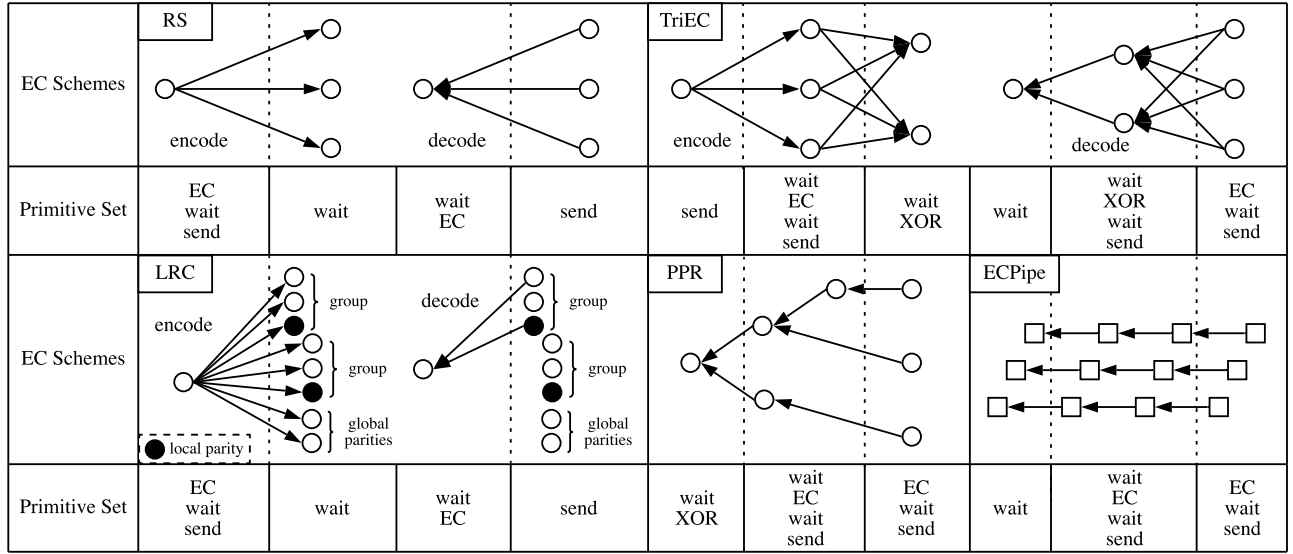 RS
TriEC
EC Schemes
encode
decode
encode
decode
Primitive Set
EC
wait
send
wait
wait
EC
send
send
wait
EC
wait
send
wait
XOR
wait
wait
XOR
wait
send
EC
wait
send
LRC
PPR
ECPipe
EC Schemes
encode
group
group
global
parities
local parity
decode
group
group
global
parities
Primitive Set
EC
wait
send
wait
wait
EC
send
wait
XOR
wait
EC
wait
send
EC
wait
send
wait
wait
EC
wait
send
EC
wait
send